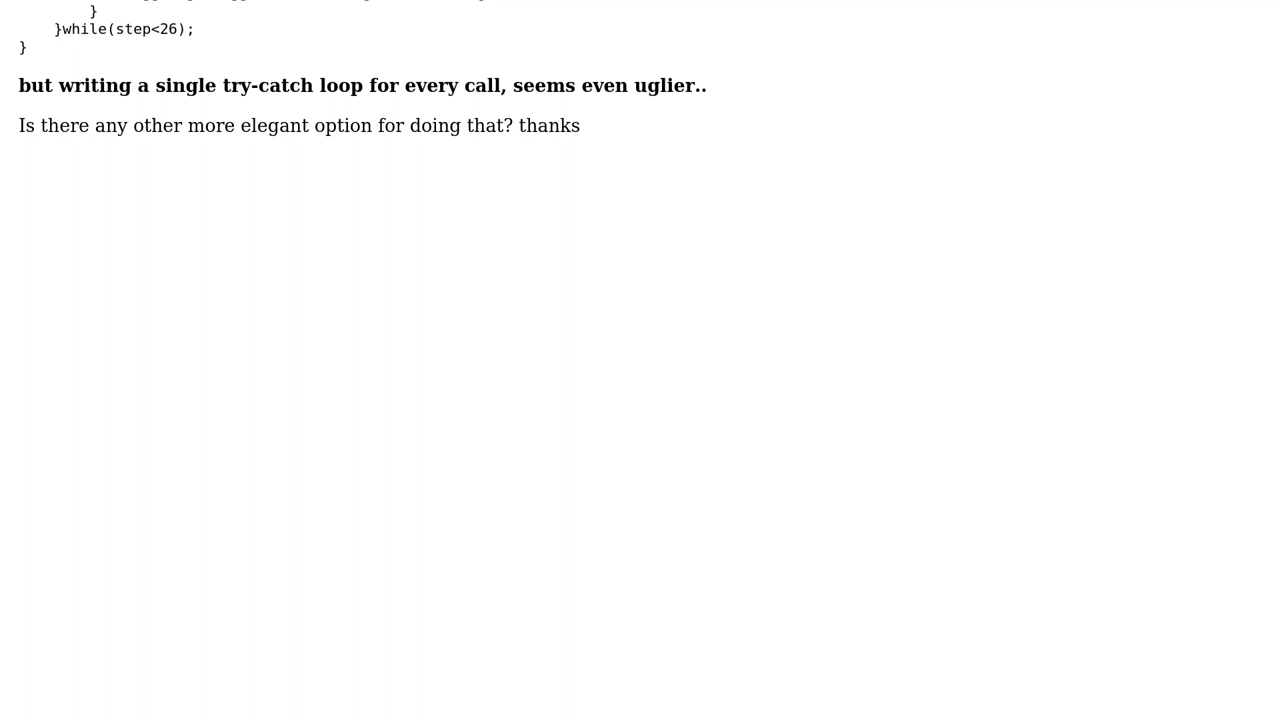 }
}while(step<26);
}
but writing a single try-catch loop for every call, seems even uglier..
Is there any other more elegant option for doing that? thanks